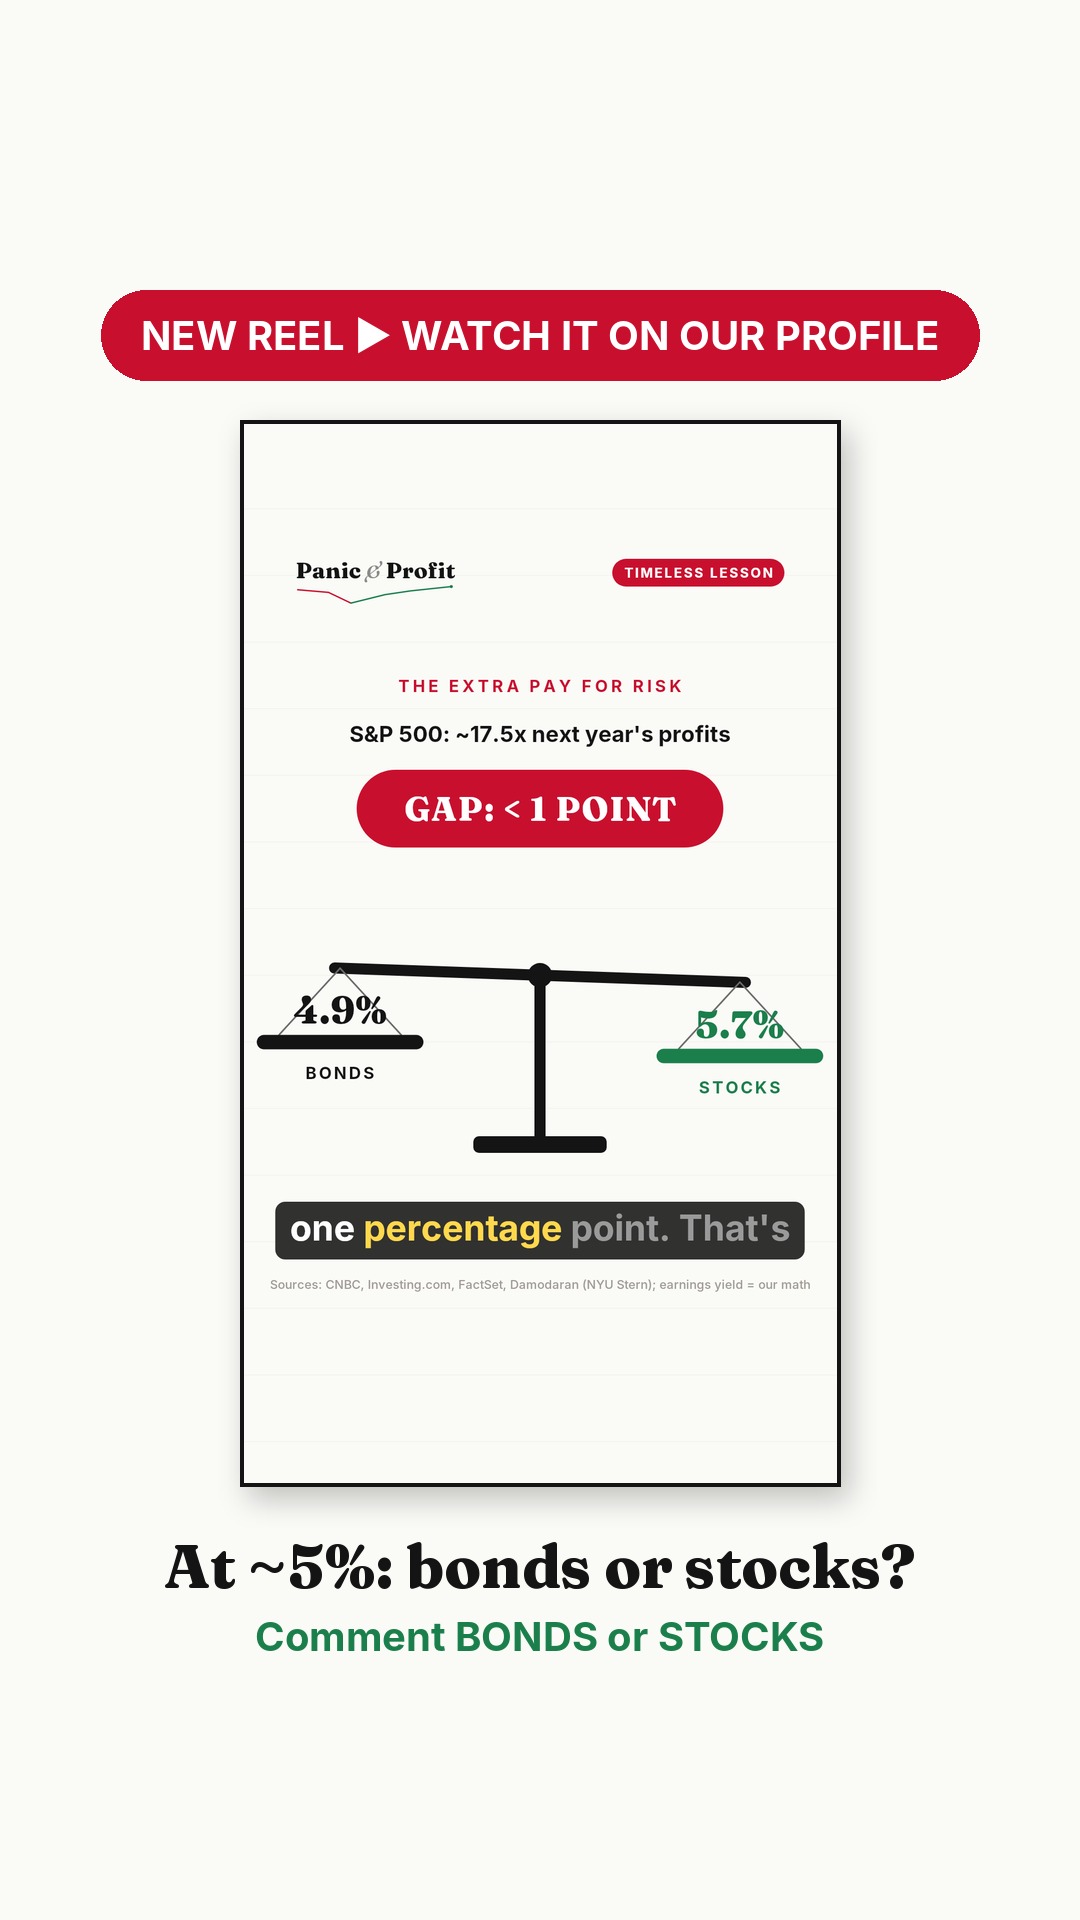 NEW REEL ▶ WATCH IT ON OUR PROFILE
Panic & Profit
TIMELESS LESSON
THE EXTRA PAY FOR RISK
S&P 500: ~17.5x next year's profits
GAP: < 1 POINT
4.9%
BONDS
5.7%
STOCKS
one percentage point. That's
Sources: CNBC, Investing.com, FactSet, Damodaran (NYU Stern); earnings yield = our math
At ~5%: bonds or stocks?
Comment BONDS or STOCKS